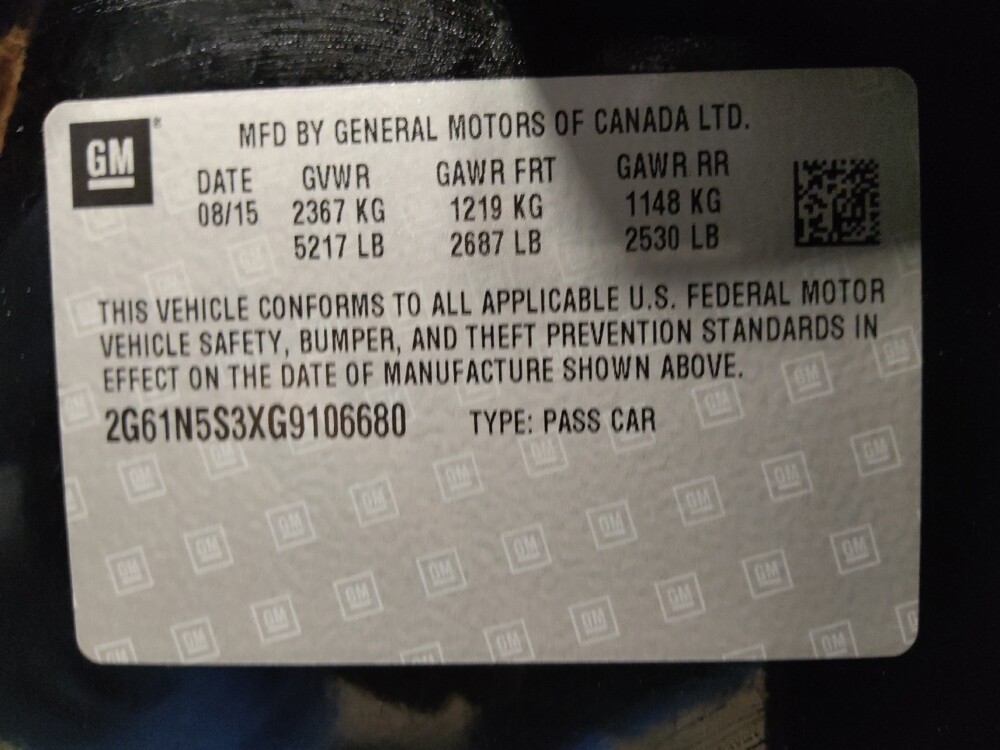 GM
MFD BY GENERAL MOTORS OF CANADA LTD.
DATE GVWR GAWR FRT GAWR RR
08/15 2367 KG 1219 KG 1148 KG
5217 LB 2687 LB 2530 LB
THIS VEHICLE CONFORMS TO ALL APPLICABLE U.S. FEDERAL MOTOR
VEHICLE SAFETY, BUMPER, AND THEFT PREVENTION STANDARDS IN
EFFECT ON THE DATE OF MANUFACTURE SHOWN ABOVE.
2G61N5S3XG9106680 TYPE: PASS CAR